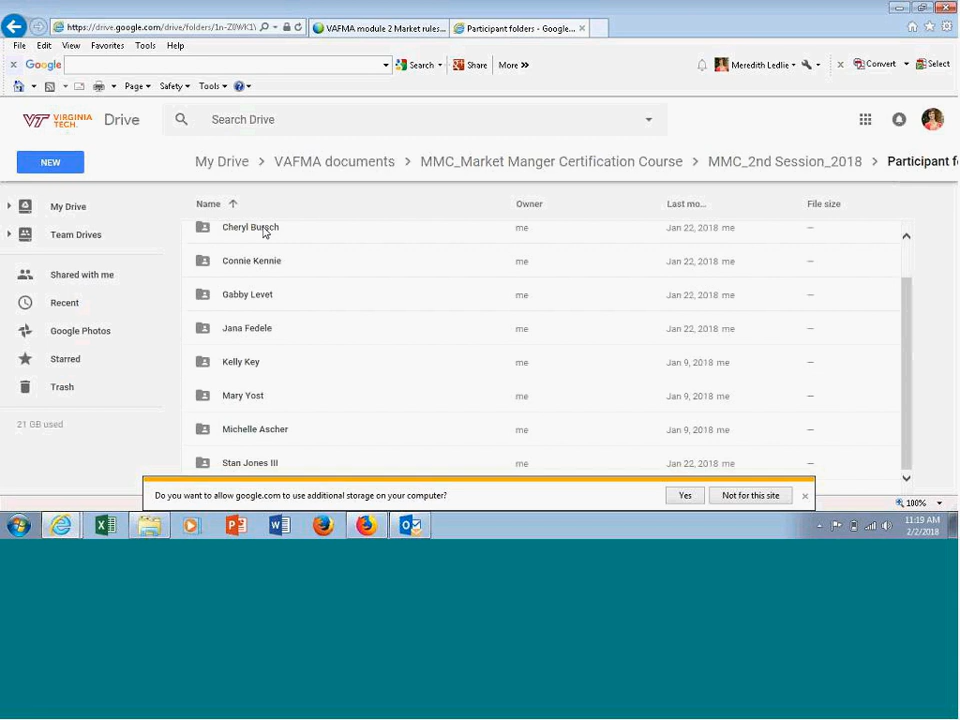 https://drive.google.com/drive/folders/1n-Z0WK1\
VAFMA module 2 Market rules...
Participant folders - Google...
File Edit View Favorites Tools Help
x Google Search Share More » Meredith Ledlie x Convert Select
Page Safety Tools
VT VIRGINIA TECH. Drive Search Drive
NEW My Drive > VAFMA documents > MMC_Market Manger Certification Course > MMC_2nd Session_2018 > Participant f
My Drive
Team Drives
Shared with me
Recent
Google Photos
Starred
Trash
21 GB used
Name Owner Last mo... File size
Cheryl Bursch me Jan 22, 2018 me —
Connie Kennie me Jan 22, 2018 me —
Gabby Levet me Jan 22, 2018 me —
Jana Fedele me Jan 22, 2018 me —
Kelly Key me Jan 9, 2018 me —
Mary Yost me Jan 9, 2018 me —
Michelle Ascher me Jan 9, 2018 me —
Stan Jones III me Jan 22, 2018 me —
Do you want to allow google.com to use additional storage on your computer? Yes Not for this site x
100%
11:19 AM
2/2/2018